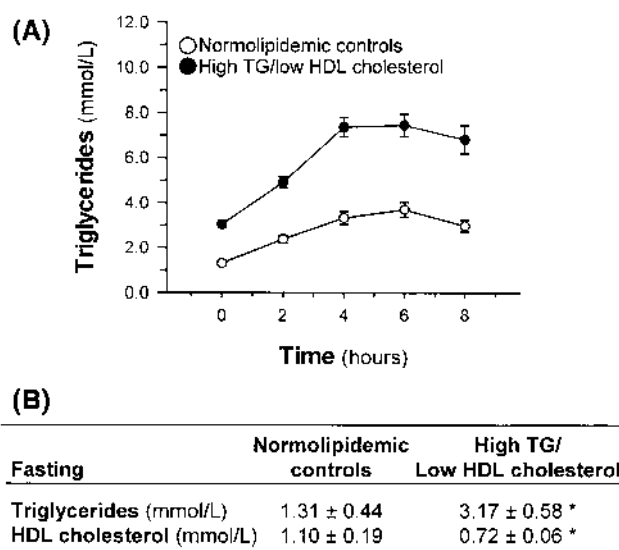 (A)
12.0
10.0
8.0
6.0
4.0
2.0
0.0
Triglycerides (mmol/L)
Normolipidemic controls
High TG/low HDL cholesterol
0 2 4 6 8
Time (hours)
(B)
Normolipidemic High TG/
Fasting controls Low HDL cholesterol
Triglycerides (mmol/L) 1.31 ± 0.44 3.17 ± 0.58 *
HDL cholesterol (mmol/L) 1.10 ± 0.19 0.72 ± 0.06 *